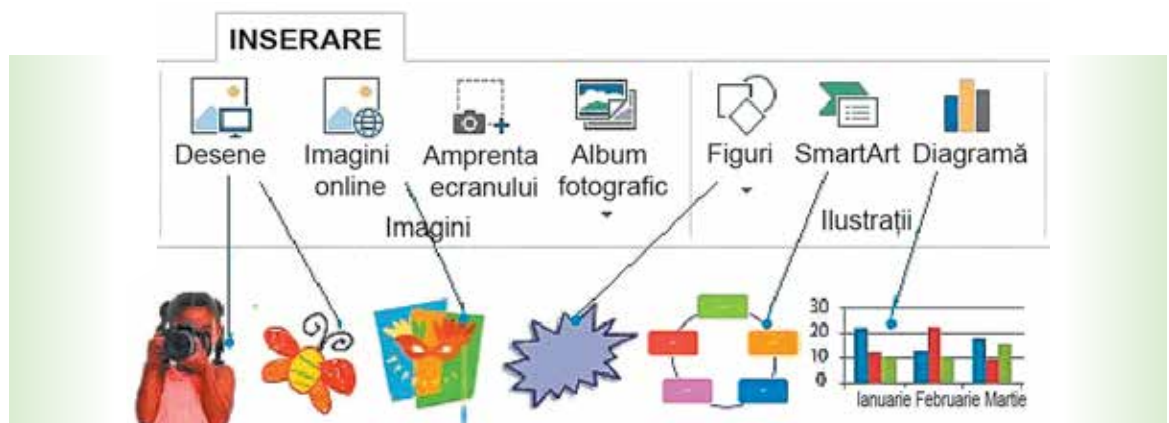 INSERARE
Desene
Imagini
online
Amprenta
ecranului
Album
fotografic
Figuri
SmartArt
Diagramă
Imagini
Ilustrații
30
20
10
0
Ianuarie Februarie Martie